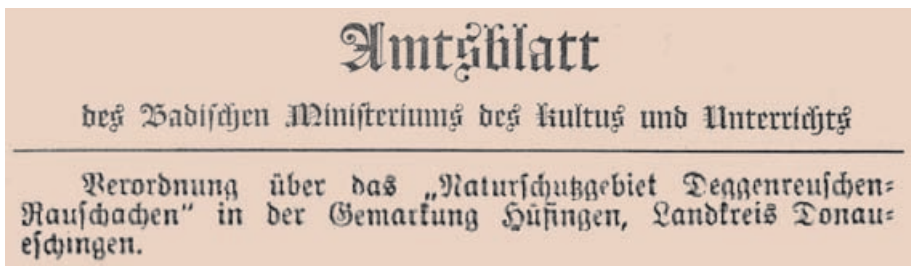 Amtsblatt
des Badischen Ministeriums des Kultus und Unterrichts
Verordnung über das „Naturschutzgebiet Deggenreuschen-
Rauschachen“ in der Gemarkung Hüfingen, Landkreis Donau-
eschingen.